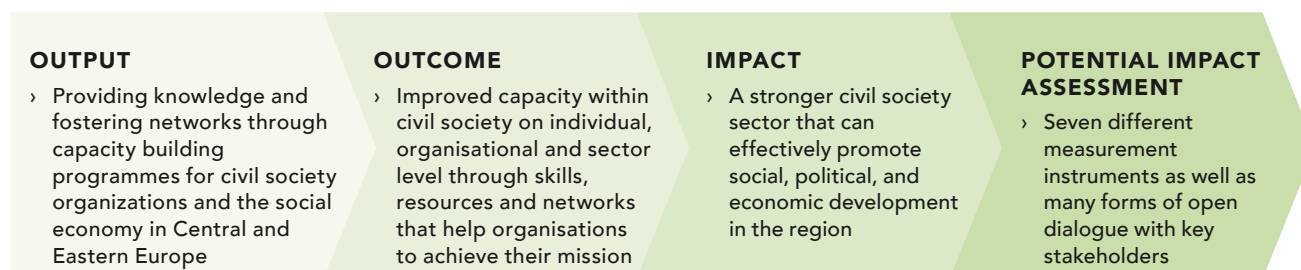 OUTPUT
› Providing knowledge and
fostering networks through
capacity building
programmes for civil society
organizations and the social
economy in Central and
Eastern Europe
OUTCOME
› Improved capacity within
civil society on individual,
organisational and sector
level through skills,
resources and networks
that help organisations
to achieve their mission
IMPACT
› A stronger civil society
sector that can
effectively promote
social, political, and
economic development
in the region
POTENTIAL IMPACT
ASSESSMENT
› Seven different
measurement
instruments as well as
many forms of open
dialogue with key
stakeholders